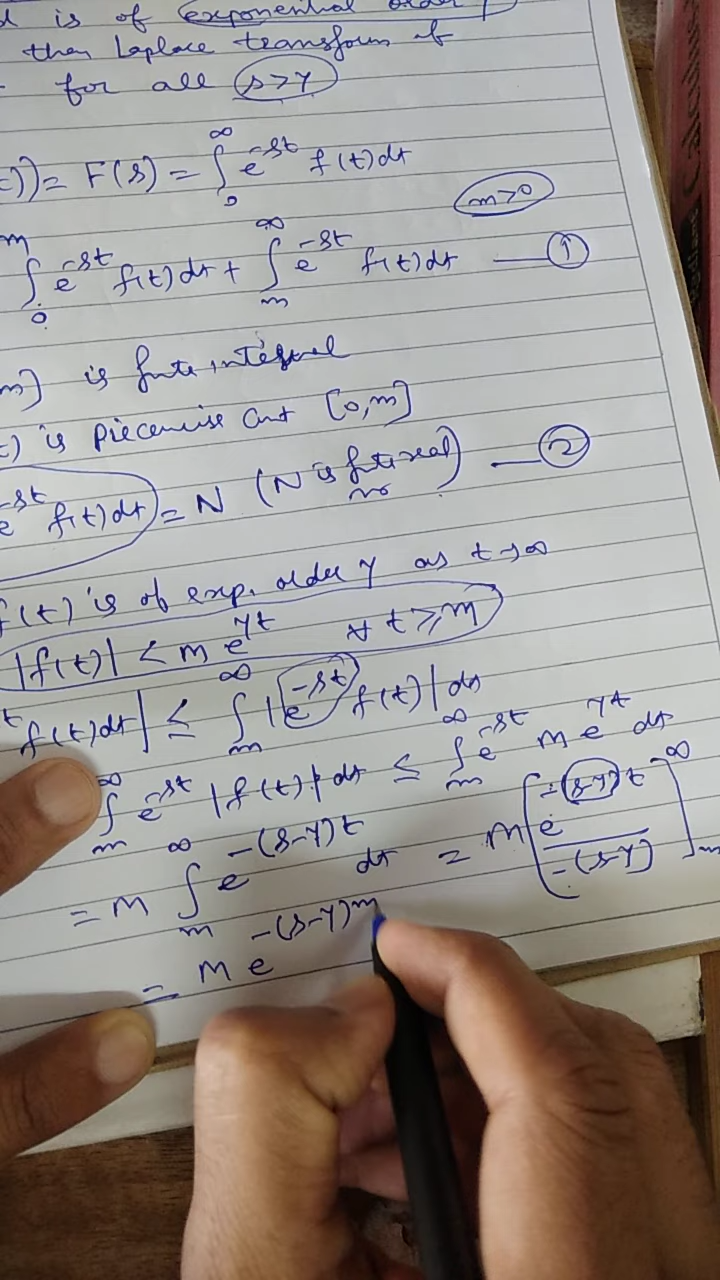 is of exponential order γ
then Laplace transform of
for all s>γ
= F(s) = ∫₀^∞ e^{-st} f(t) dt
m>0
∫₀^m e^{-st} f(t) dt + ∫_m^∞ e^{-st} f(t) dt — ①
m] is finite integral
t) is piecewise cont [0,m]
e^{-st} f(t) dt = N (N is finite real no) — ②
f(t) is of exp. order γ as t→∞
|f(t)| < m e^{γt} ∀ t ≥ m
f(t) dt| ≤ ∫_m^∞ |e^{-st} f(t)| dt
∫_m^∞ e^{-st} |f(t)| dt ≤ ∫_m^∞ e^{-st} m e^{γt} dt
= m ∫_m^∞ e^{-(s-γ)t} dt = m [e^{-(s-γ)t} / -(s-γ)]_m^∞
= m e^{-(s-γ)m}